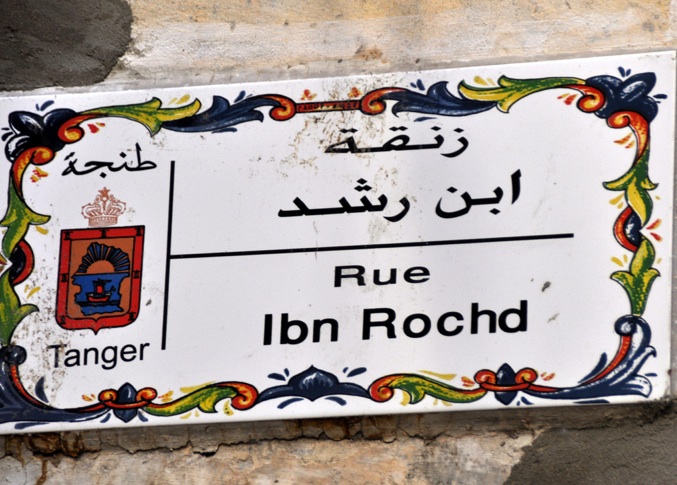 زنقة
ابن رشد
طنجة
Rue
Ibn Rochd
Tanger